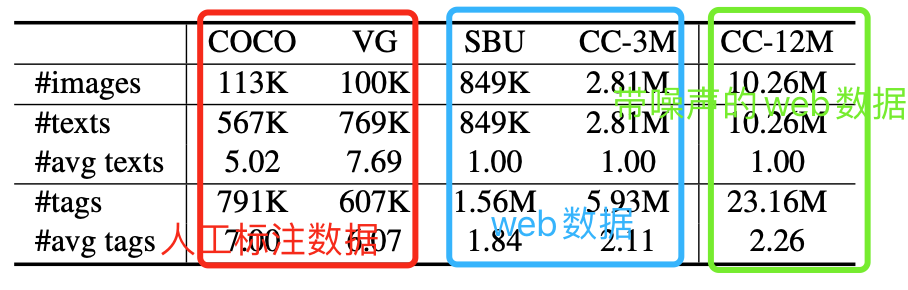 COCO VG SBU CC-3M CC-12M
#images 113K 100K 849K 2.81M 10.26M
带噪声的web数据
#texts 567K 769K 849K 2.81M 10.26M
#avg texts 5.02 7.69 1.00 1.00 1.00
#tags 791K 607K 1.56M 5.93M 23.16M
人工标注数据 web数据
#avg tags 7.00 6.07 1.84 2.11 2.26